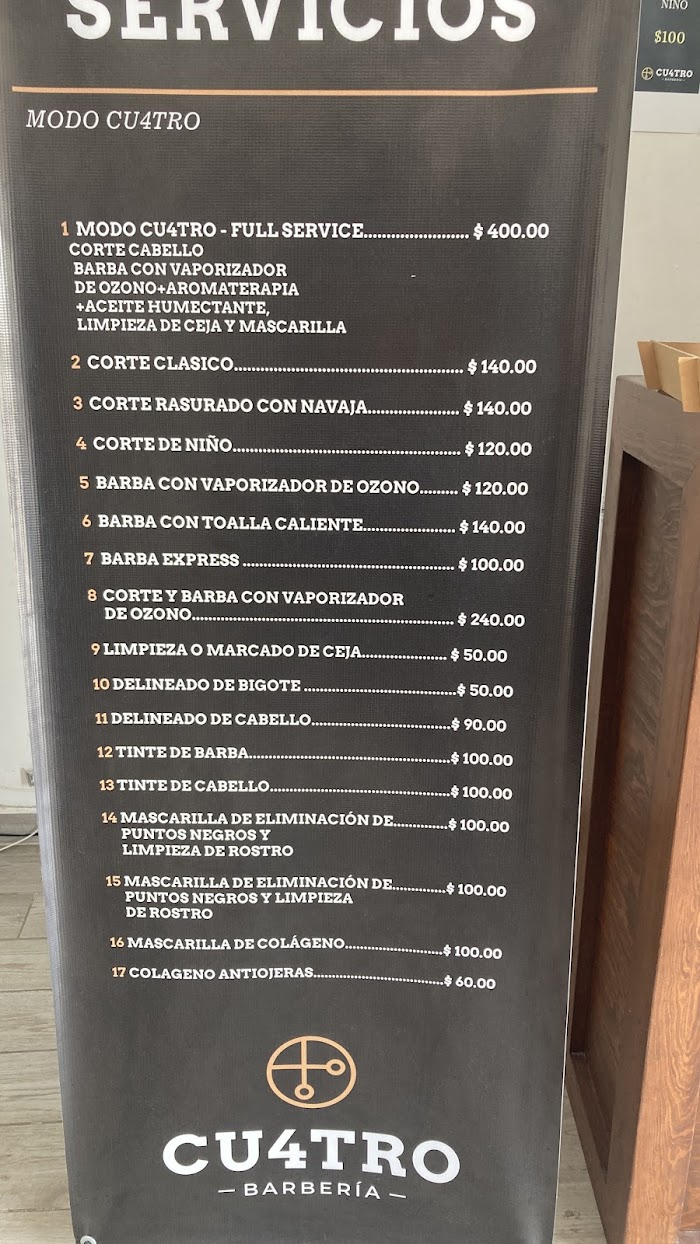 SERVICIOS
MODO CU4TRO
1 MODO CU4TRO - FULL SERVICE....................... $ 400.00
CORTE CABELLO
BARBA CON VAPORIZADOR
DE OZONO+AROMATERAPIA
+ACEITE HUMECTANTE,
LIMPIEZA DE CEJA Y MASCARILLA
2 CORTE CLASICO.................................................. $ 140.00
3 CORTE RASURADO CON NAVAJA.................... $ 140.00
4 CORTE DE NIÑO.................................................. $ 120.00
5 BARBA CON VAPORIZADOR DE OZONO......... $ 120.00
6 BARBA CON TOALLA CALIENTE.................... $ 140.00
7 BARBA EXPRESS .............................................. $ 100.00
8 CORTE Y BARBA CON VAPORIZADOR
DE OZONO......................................................... $ 240.00
9 LIMPIEZA O MARCADO DE CEJA................... $ 50.00
10 DELINEADO DE BIGOTE ..................................$ 50.00
11 DELINEADO DE CABELLO...............................$ 90.00
12 TINTE DE BARBA.............................................$ 100.00
13 TINTE DE CABELLO........................................$ 100.00
14 MASCARILLA DE ELIMINACIÓN DE............$ 100.00
PUNTOS NEGROS Y
LIMPIEZA DE ROSTRO
15 MASCARILLA DE ELIMINACIÓN DE............$ 100.00
PUNTOS NEGROS Y LIMPIEZA
DE ROSTRO
16 MASCARILLA DE COLÁGENO......................$ 100.00
17 COLAGENO ANTIOJERAS.............................$ 60.00
CU4TRO
— BARBERÍA —
NIÑO
$100
CU4TRO